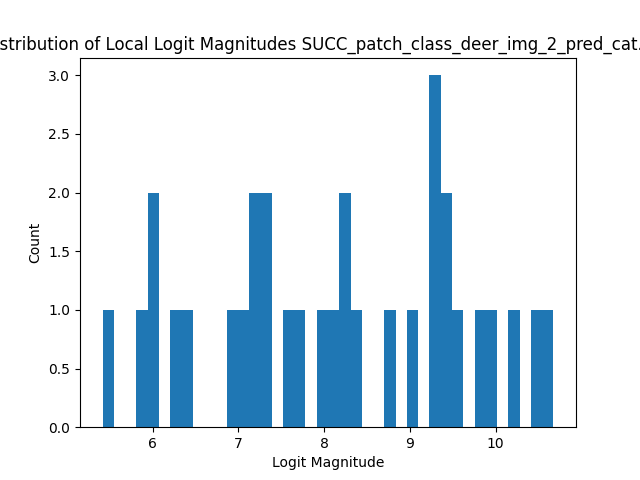 stribution of Local Logit Magnitudes SUCC_patch_class_deer_img_2_pred_cat.
3.0
2.5
2.0
1.5
1.0
0.5
0.0
Count
6 7 8 9 10
Logit Magnitude